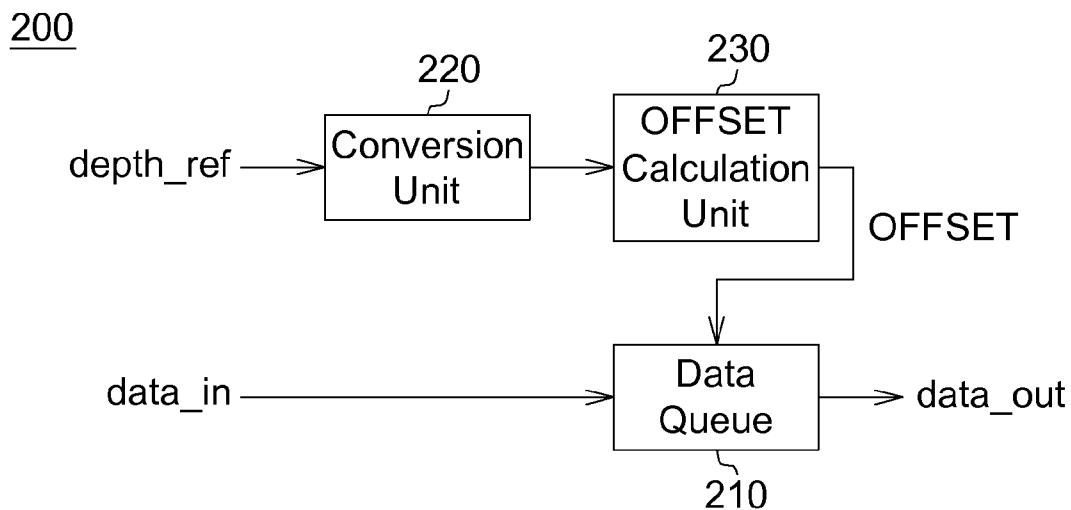 200
220
230
depth_ref
Conversion
Unit
OFFSET
Calculation
Unit
OFFSET
data_in
Data
Queue
data_out
210